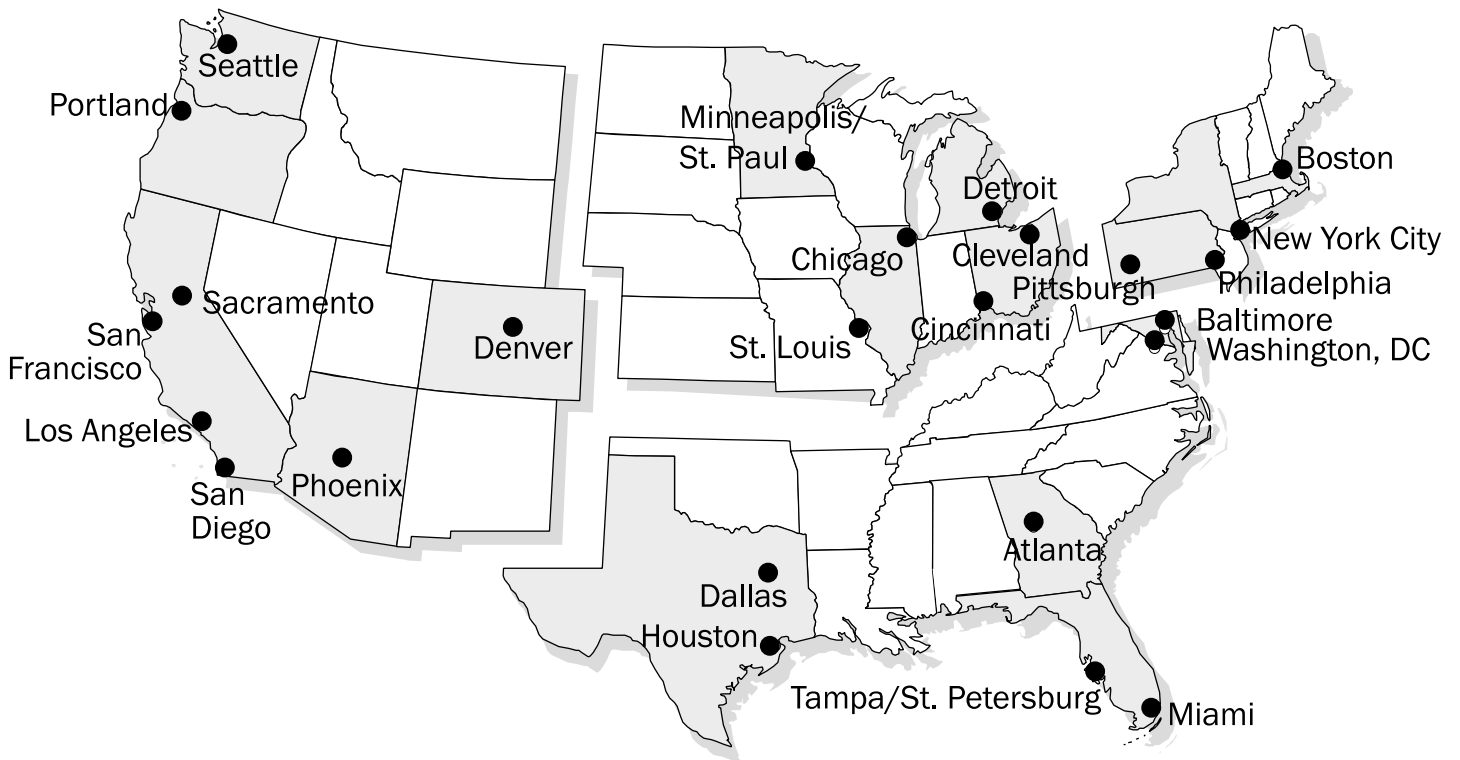 Seattle
Portland
Minneapolis/
St. Paul
Boston
Detroit
New York City
Chicago
Cleveland
Pittsburgh
Philadelphia
Sacramento
San
Francisco
Denver
St. Louis
Cincinnati
Baltimore
Washington, DC
Los Angeles
Phoenix
San
Diego
Atlanta
Dallas
Houston
Tampa/St. Petersburg
Miami